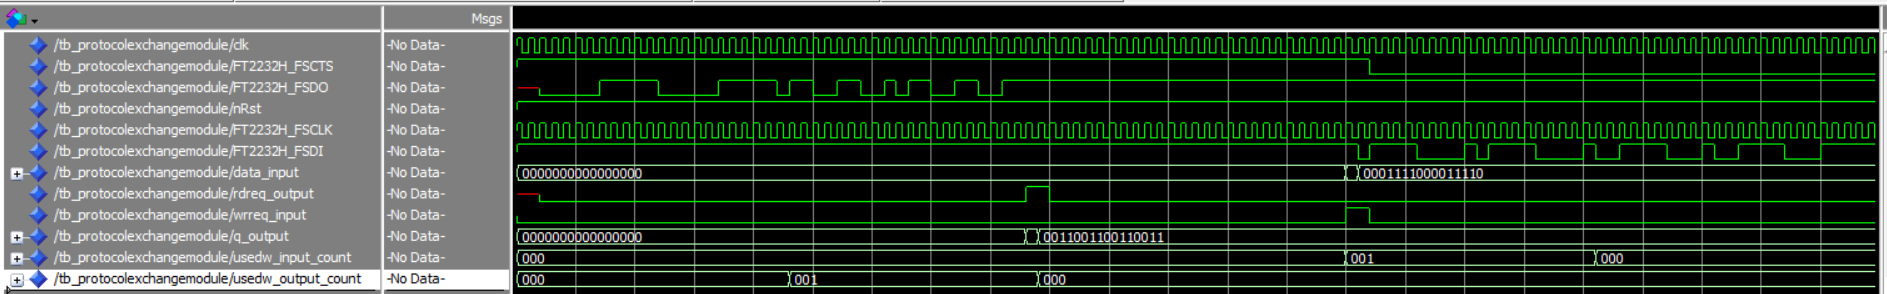 Msgs
/tb_protocolexchangemodule/clk -No Data-
/tb_protocolexchangemodule/FT2232H_FSCTS -No Data-
/tb_protocolexchangemodule/FT2232H_FSDO -No Data-
/tb_protocolexchangemodule/nRst -No Data-
/tb_protocolexchangemodule/FT2232H_FSCLK -No Data-
/tb_protocolexchangemodule/FT2232H_FSDI -No Data-
/tb_protocolexchangemodule/data_input -No Data- 0000000000000000 0001111000011110
/tb_protocolexchangemodule/rdreq_output -No Data-
/tb_protocolexchangemodule/wrreq_input -No Data-
/tb_protocolexchangemodule/q_output -No Data- 0000000000000000 0011001100110011
/tb_protocolexchangemodule/usedw_input_count -No Data- 000 001 000
/tb_protocolexchangemodule/usedw_output_count -No Data- 000 001 000